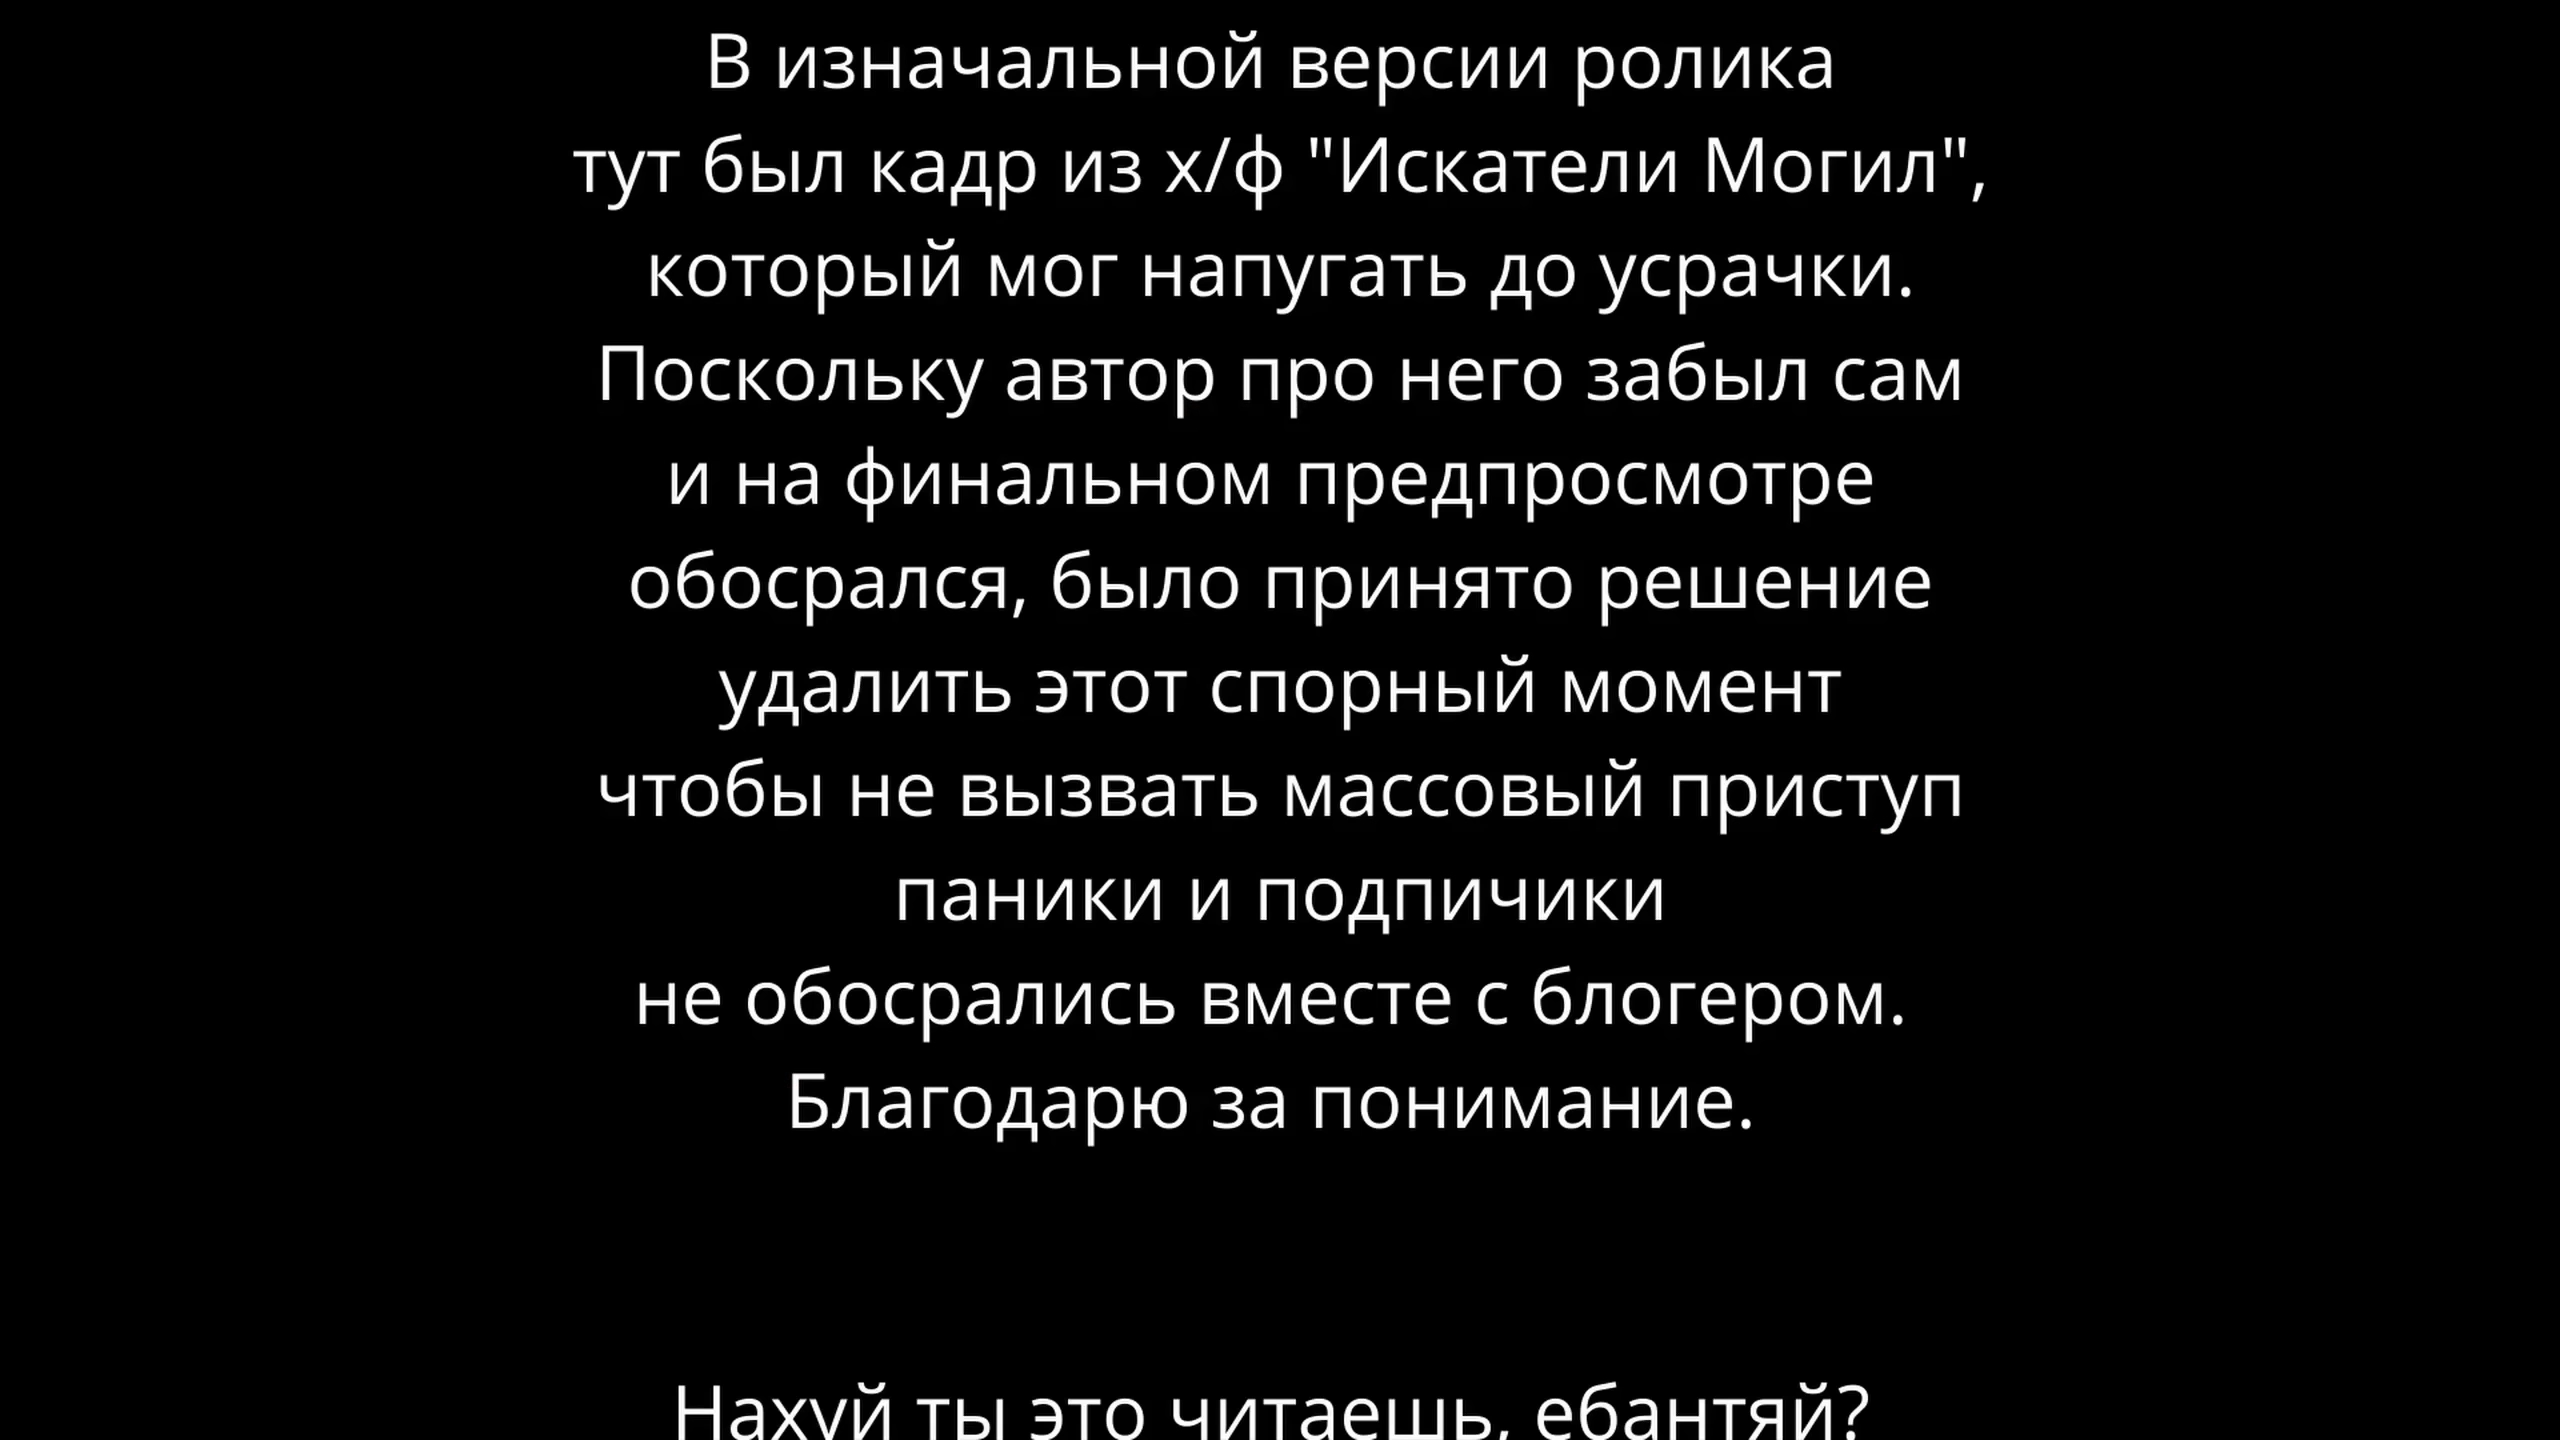 В изначальной версии ролика
тут был кадр из х/ф "Искатели Могил",
который мог напугать до усрачки.
Поскольку автор про него забыл сам
и на финальном предпросмотре
обосрался, было принято решение
удалить этот спорный момент
чтобы не вызвать массовый приступ
паники и подпичики
не обосрались вместе с блогером.
Благодарю за понимание.
Нахуй ты это читаешь, ебантяй?